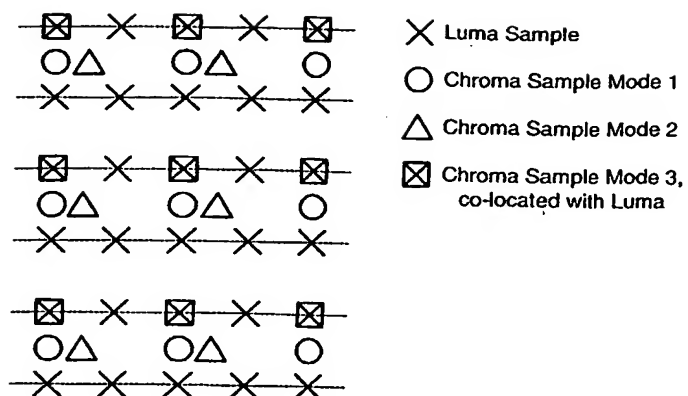 Luma Sample
Chroma Sample Mode 1
Chroma Sample Mode 2
Chroma Sample Mode 3,
co-located with Luma